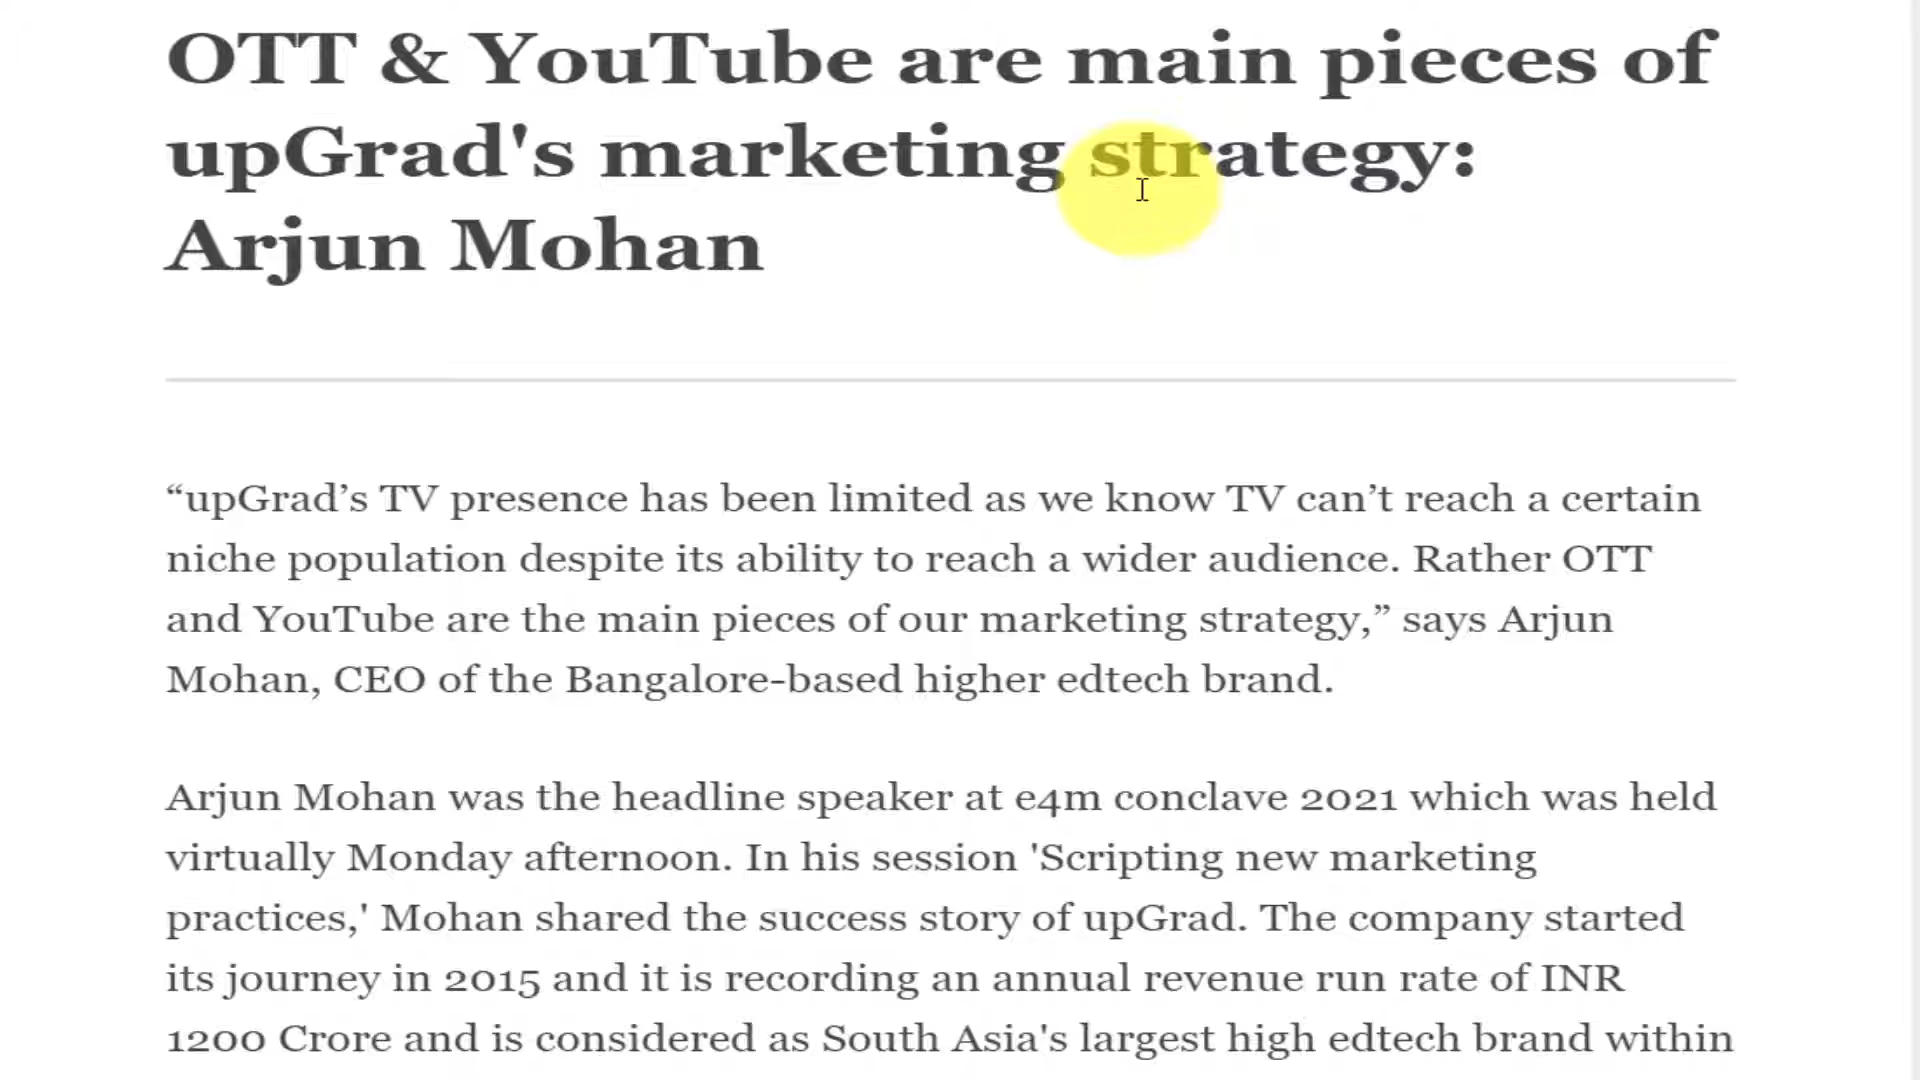 OTT & YouTube are main pieces of
upGrad's marketing strategy:
Arjun Mohan
“upGrad’s TV presence has been limited as we know TV can’t reach a certain
niche population despite its ability to reach a wider audience. Rather OTT
and YouTube are the main pieces of our marketing strategy,” says Arjun
Mohan, CEO of the Bangalore-based higher edtech brand.
Arjun Mohan was the headline speaker at e4m conclave 2021 which was held
virtually Monday afternoon. In his session 'Scripting new marketing
practices,' Mohan shared the success story of upGrad. The company started
its journey in 2015 and it is recording an annual revenue run rate of INR
1200 Crore and is considered as South Asia's largest high edtech brand within